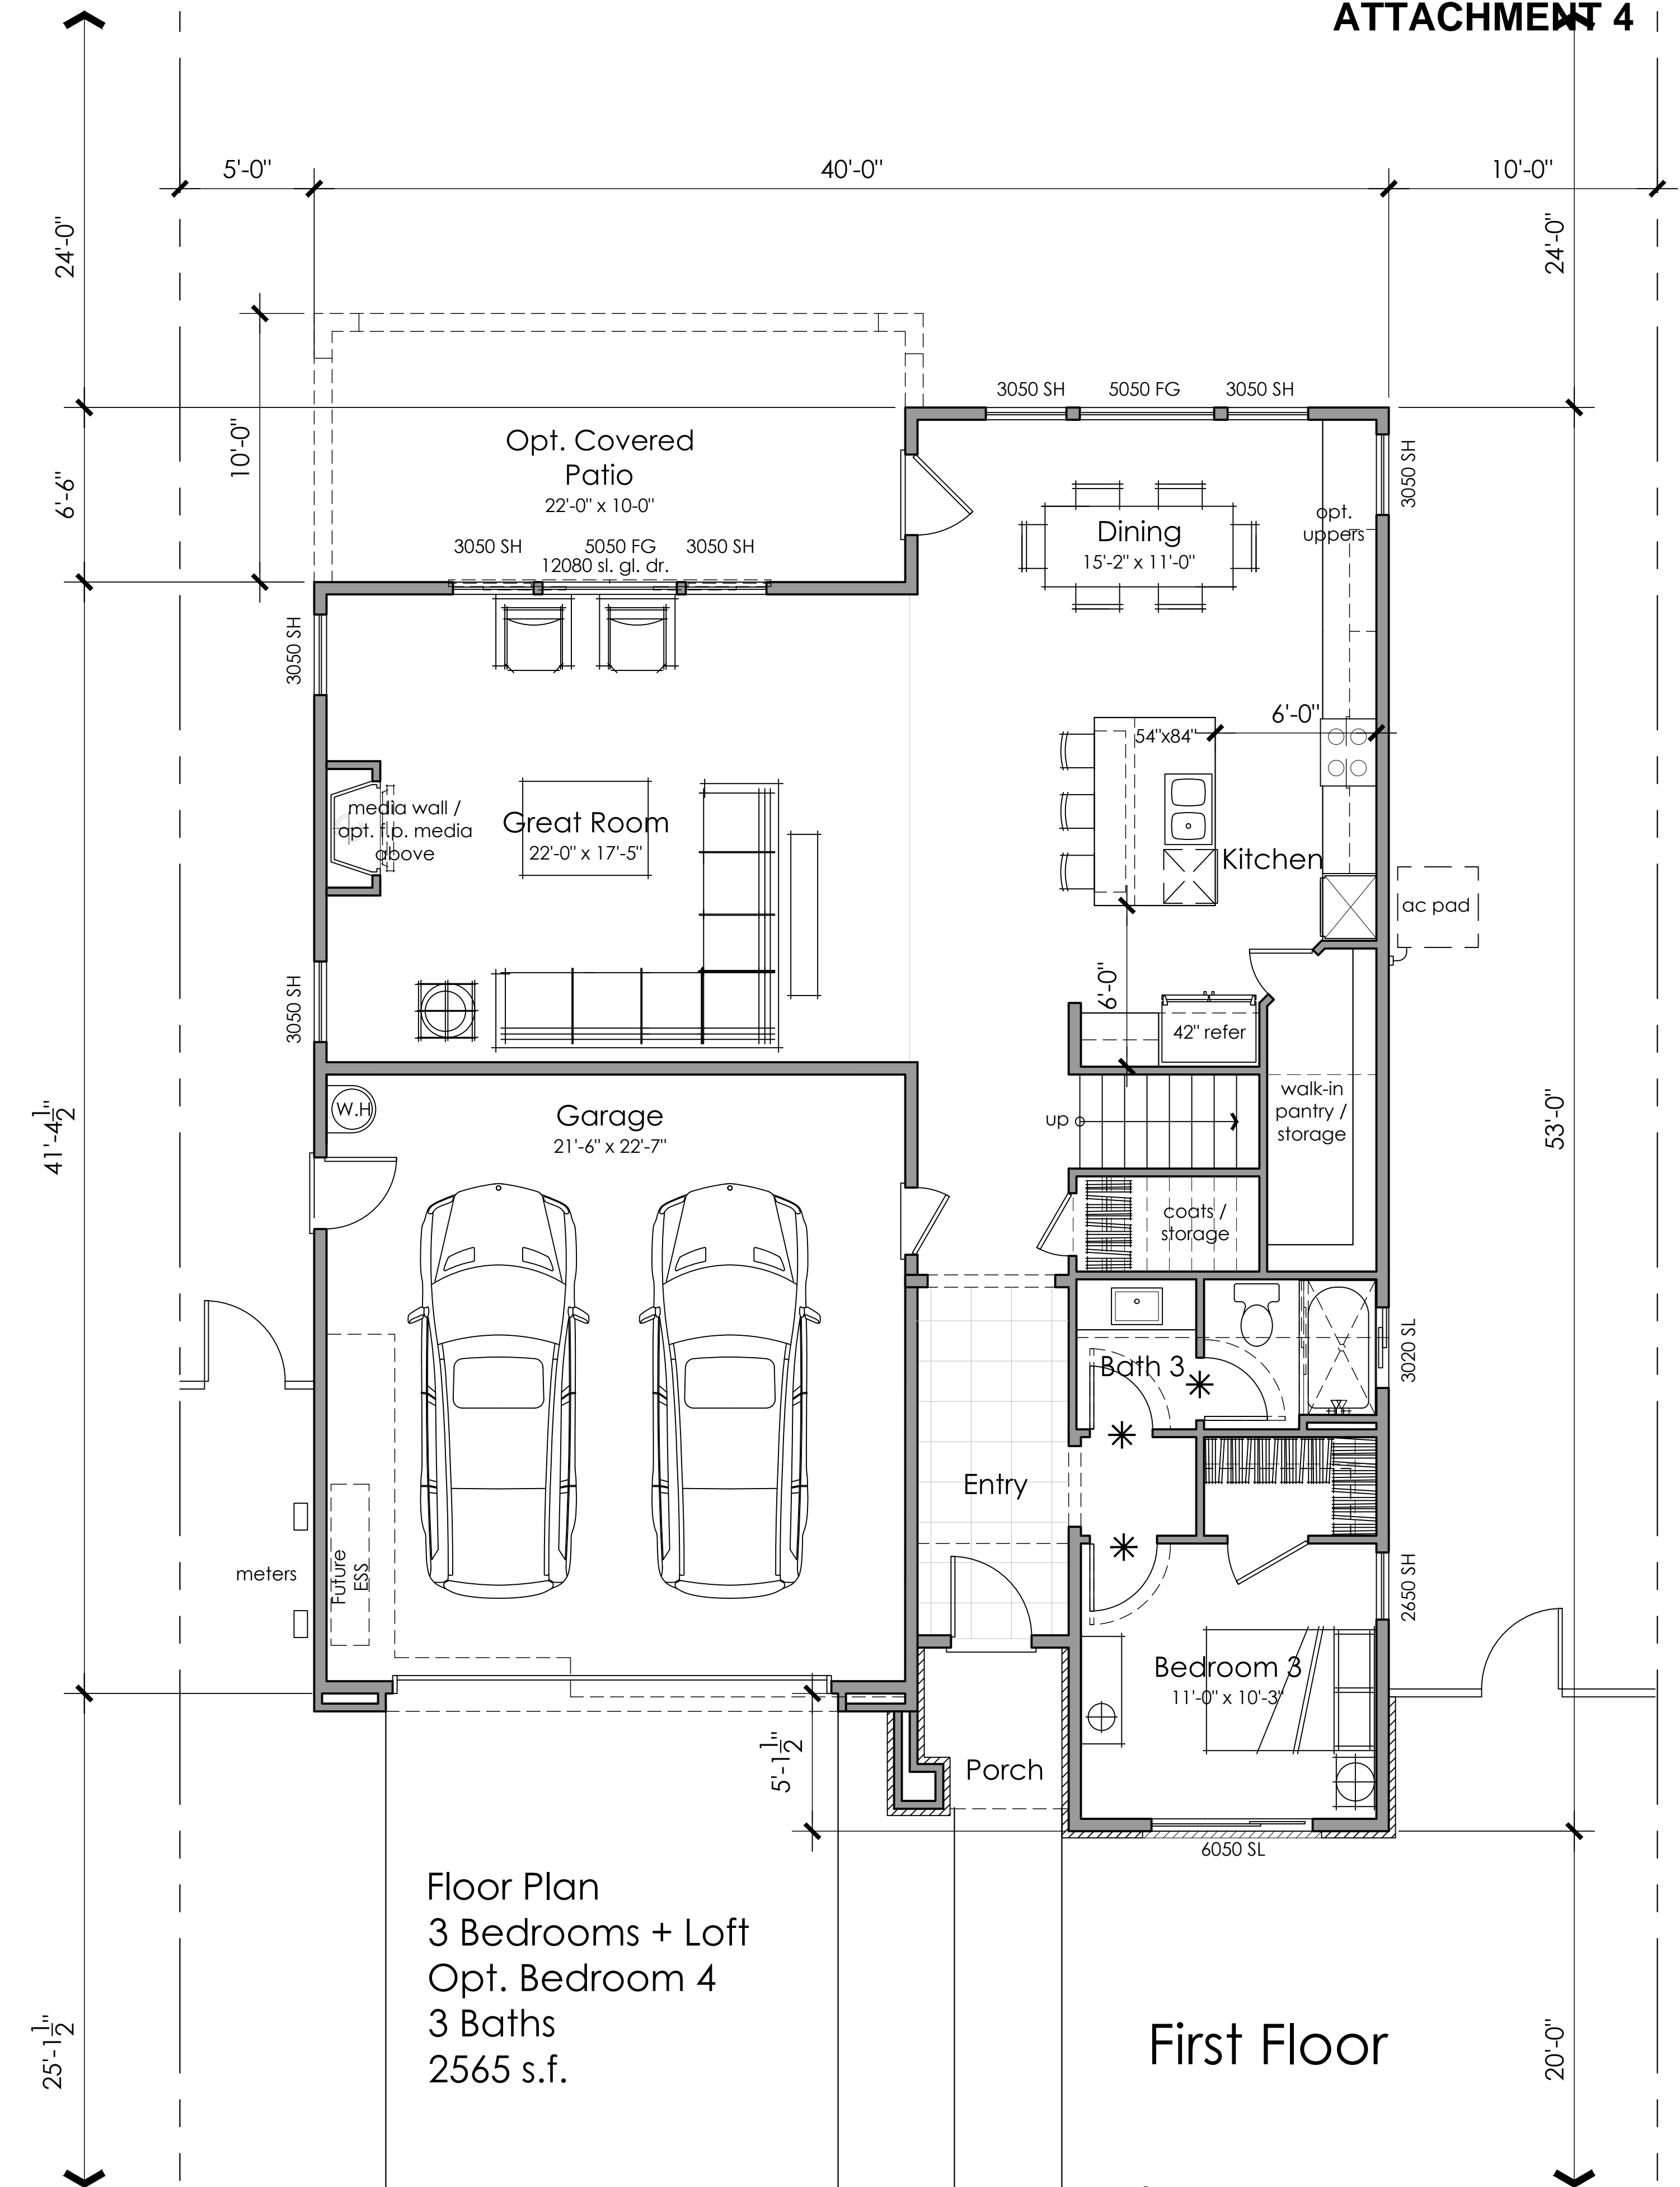 ATTACHMENT 4
5'-0"
40'-0"
10'-0"
24'-0"
24'-0"
3050 SH
5050 FG
3050 SH
10'-0"
6'-6"
Opt. Covered
Patio
22'-0" x 10-0"
3050 SH
opt.
uppers
Dining
15'-2" x 11'-0"
3050 SH
5050 FG
3050 SH
12080 sl. gl. dr.
3050 SH
6'-0"
54"x84"
media wall /
opt. f.p. media
above
Great Room
22'-0" x 17'-5"
Kitchen
ac pad
3050 SH
6'-0"
42" refer
W.H
Garage
21'-6" x 22'-7"
up
walk-in
pantry /
storage
41'-4 1/2"
53'-0"
coats /
storage
Bath 3
3020 SL
Entry
meters
Future
ESS
2650 SH
Bedroom 3
11'-0" x 10'-3"
5'-1 1/2"
Porch
6050 SL
Floor Plan
3 Bedrooms + Loft
Opt. Bedroom 4
3 Baths
2565 s.f.
First Floor
25'-1 1/2"
20'-0"